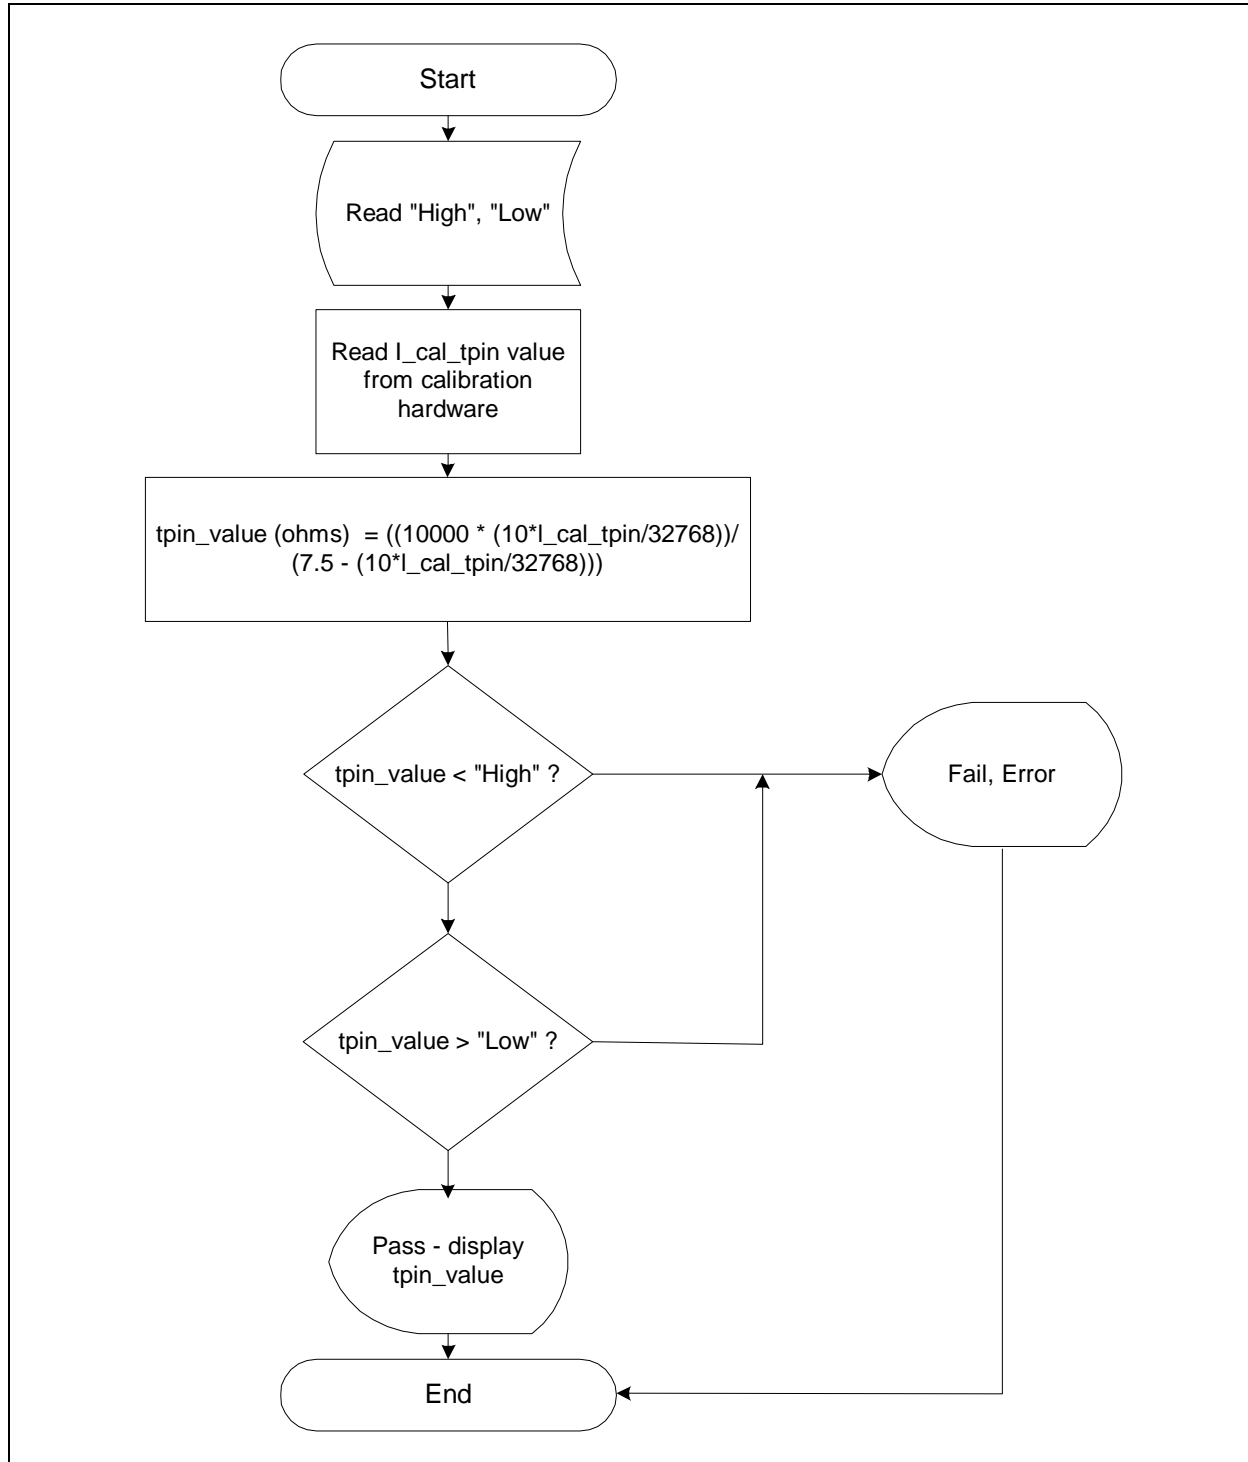 Start
Read "High", "Low"
Read I_cal_tpin value
from calibration
hardware
tpin_value (ohms)  = ((10000 * (10*I_cal_tpin/32768))/
(7.5 - (10*I_cal_tpin/32768)))
tpin_value < "High" ?
Fail, Error
tpin_value > "Low" ?
Pass - display
tpin_value
End